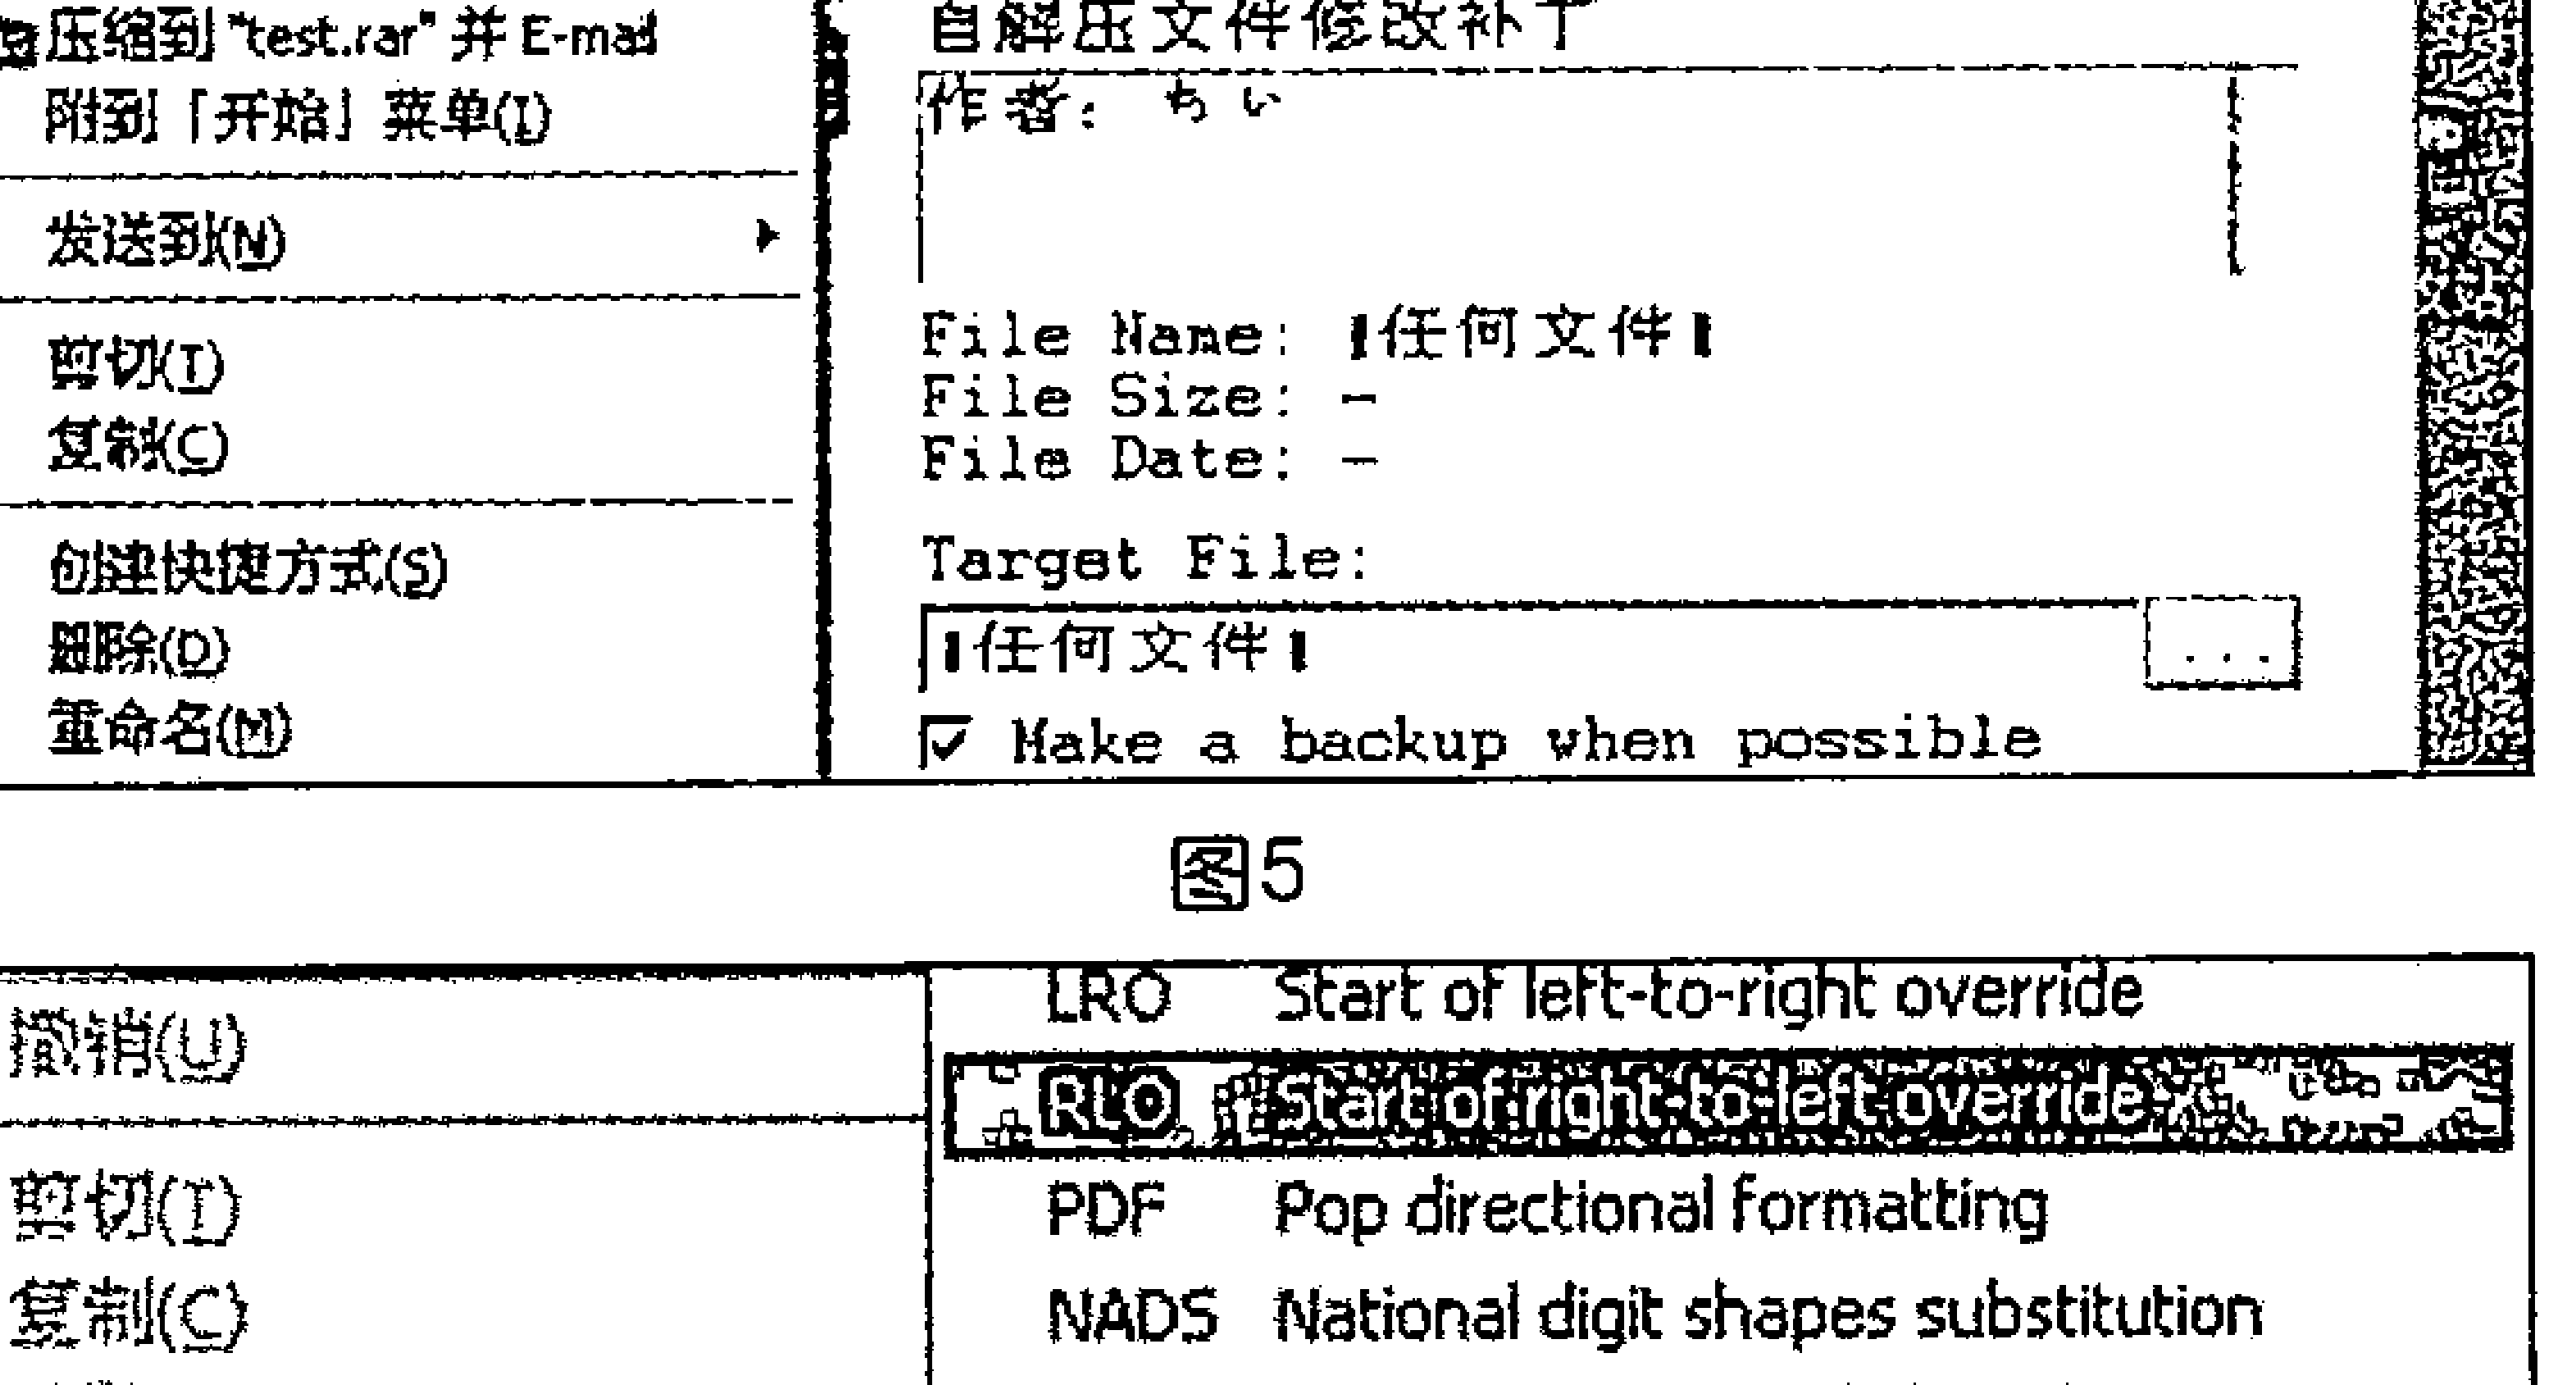 压缩到 "test.rar" 并 E-mail
附到「开始」菜单(I)
发送到(N)
剪切(T)
复制(C)
创建快捷方式(S)
删除(D)
重命名(M)
自解压文件修改补丁
作者: ちい
File Name: 【任何文件】
File Size: -
File Date: -
Target File:
【任何文件】
...
Make a backup when possible
图5
撤消(U)
剪切(T)
复制(C)
LRO Start of left-to-right override
RLO Start of right-to-left override
PDF Pop directional formatting
NADS National digit shapes substitution